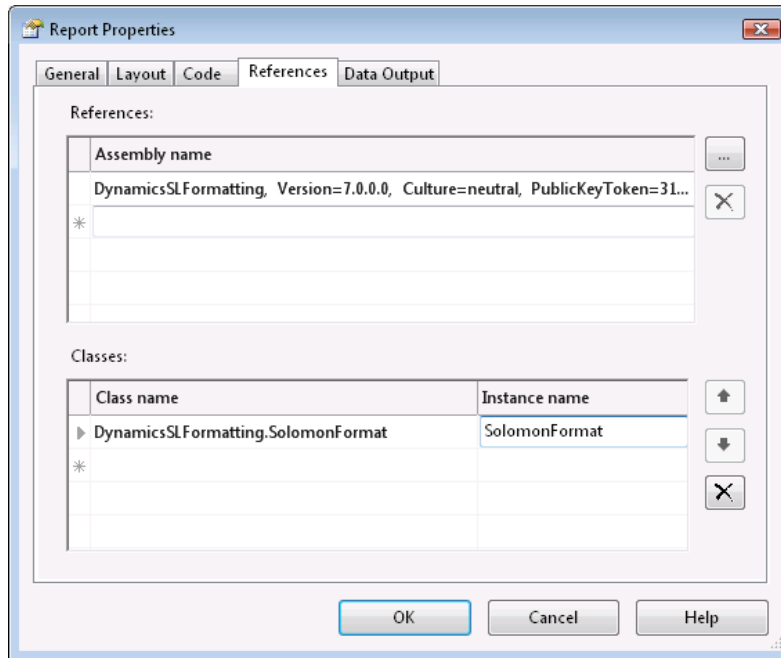 Report Properties
General Layout Code References Data Output
References:
Assembly name
...
DynamicsSLFormatting, Version=7.0.0.0, Culture=neutral, PublicKeyToken=31...
Classes:
Class name Instance name
DynamicsSLFormatting.SolomonFormat SolomonFormat
OK Cancel Help